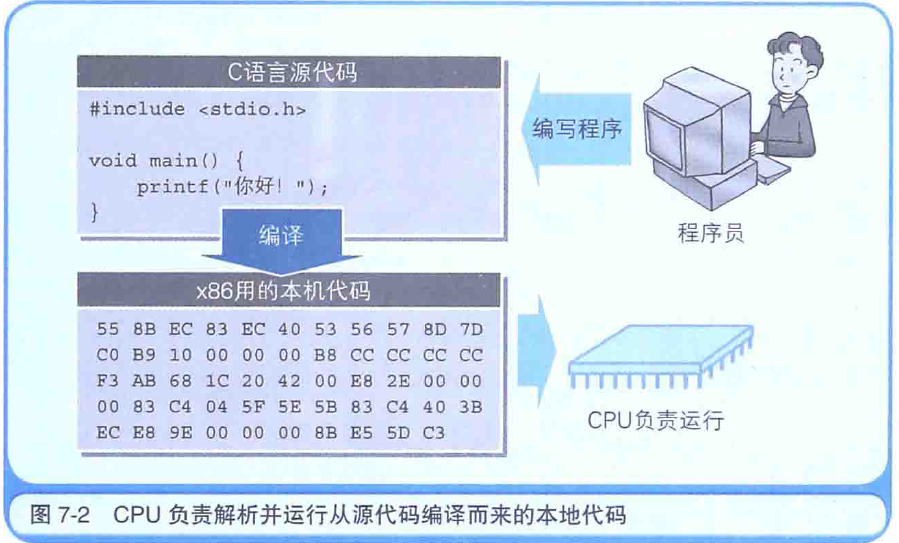 C语言源代码
#include <stdio.h>
void main() {
printf("你好! ");
}
编写程序
程序员
编译
x86用的本机代码
55 8B EC 83 EC 40 53 56 57 8D 7D
C0 B9 10 00 00 00 B8 CC CC CC CC
F3 AB 68 1C 20 42 00 E8 2E 00 00
00 83 C4 04 5F 5E 5B 83 C4 40 3B
EC E8 9E 00 00 00 8B E5 5D C3
CPU负责运行
图 7-2 CPU 负责解析并运行从源代码编译而来的本地代码